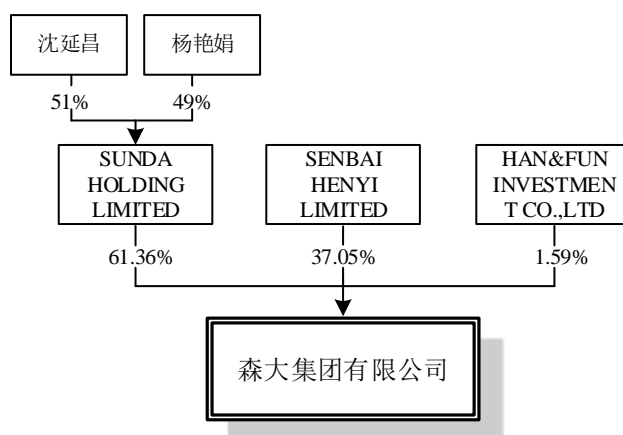 沈延昌
杨艳娟
51%
49%
SUNDA
HOLDING
LIMITED
SENBAI
HENYI
LIMITED
HAN&FUN
INVESTMEN
T CO.,LTD
61.36%
37.05%
1.59%
森大集团有限公司